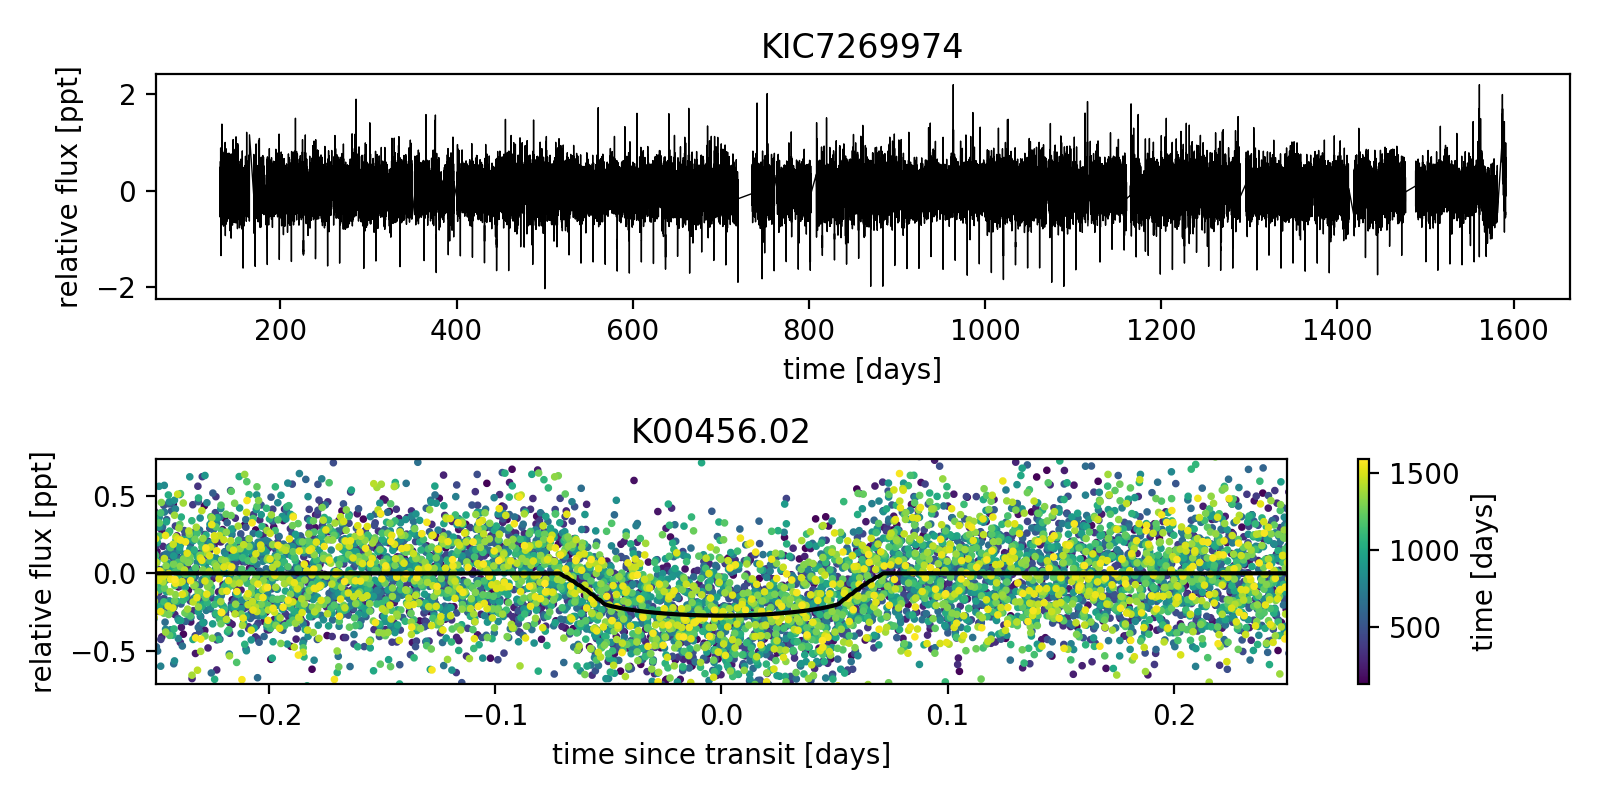 KIC7269974
relative flux [ppt]
2
0
−2
200 400 600 800 1000 1200 1400 1600
time [days]
K00456.02
relative flux [ppt]
0.5
0.0
−0.5
−0.2 −0.1 0.0 0.1 0.2
time since transit [days]
1500
1000
500
time [days]